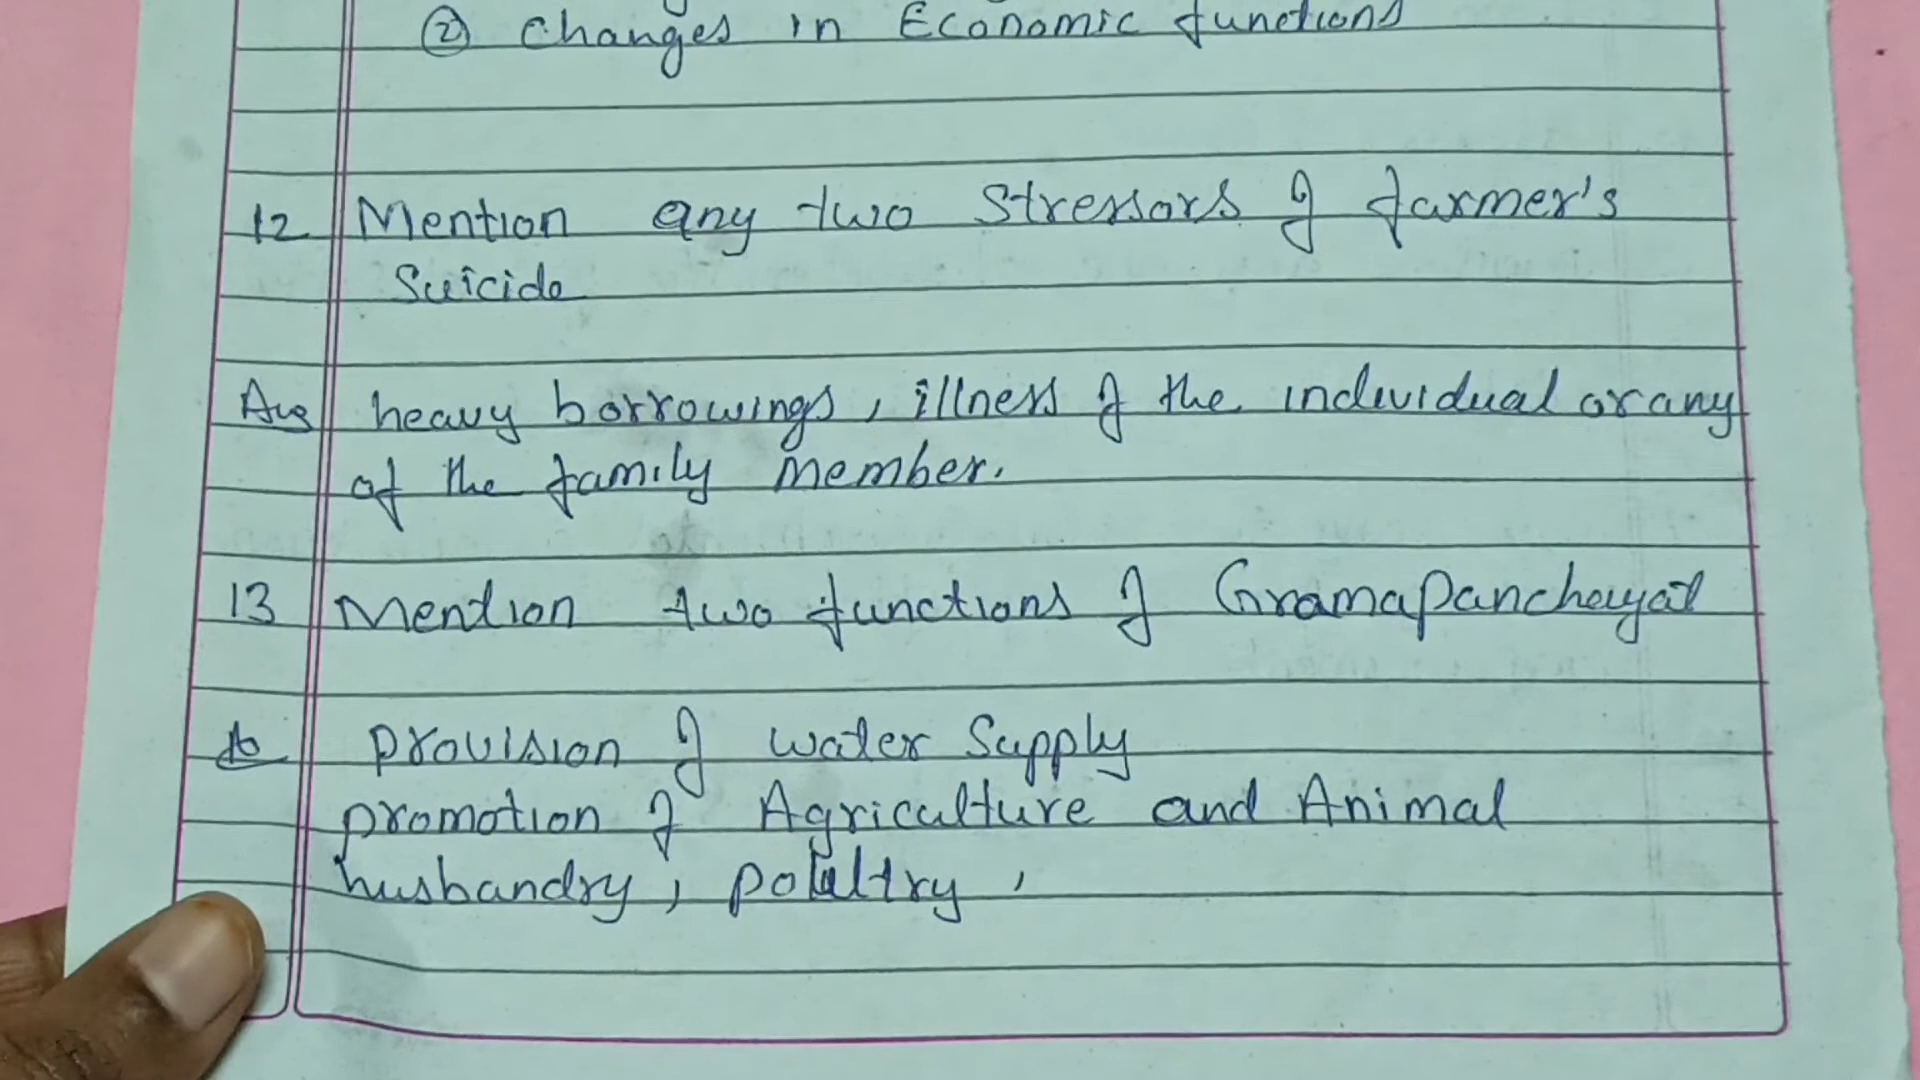 ② Changes in Economic functions
12 Mention any two Stressors of farmer's
Suicide
Ans heavy borrowings, illness of the individual or any
of the family member.
13 Mention two functions of Gramapanchayat
provision of water Supply
promotion of Agriculture and Animal
husbandry, poultry,